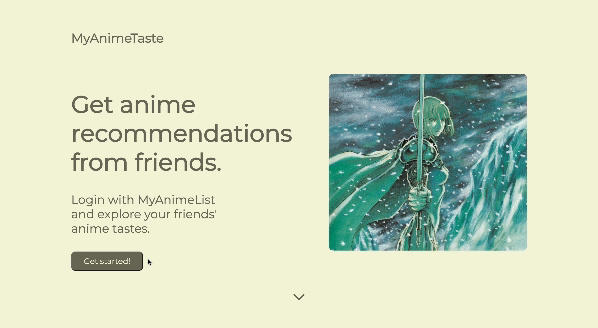 MyAnimeTaste
Get anime
recommendations
from friends.
Login with MyAnimeList
and explore your friends'
anime tastes.
Get started!